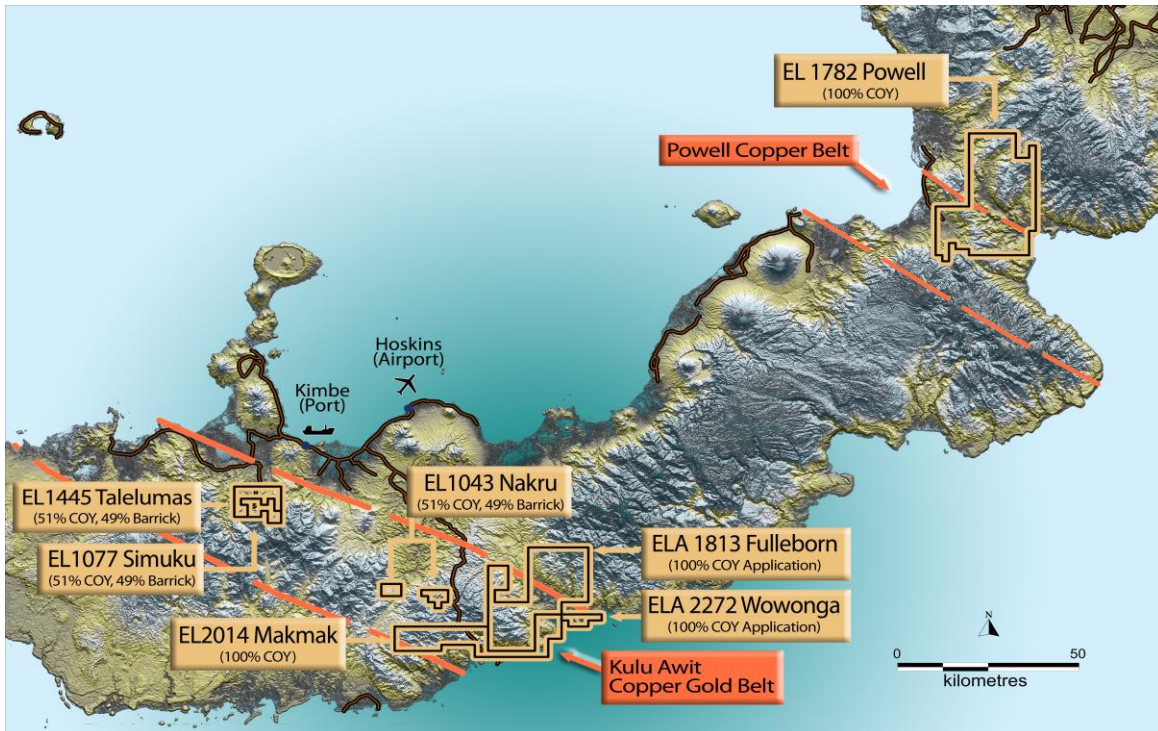 EL 1782 Powell
(100% COY)
Powell Copper Belt
Hoskins
(Airport)
Kimbe
(Port)
EL1445 Talelumas
(51% COY, 49% Barrick)
EL1043 Nakru
(51% COY, 49% Barrick)
EL1077 Simuku
(51% COY, 49% Barrick)
ELA 1813 Fulleborn
(100% COY Application)
ELA 2272 Wowonga
(100% COY Application)
EL2014 Makmak
(100% COY)
Kulu Awit
Copper Gold Belt
N
0 50
kilometres